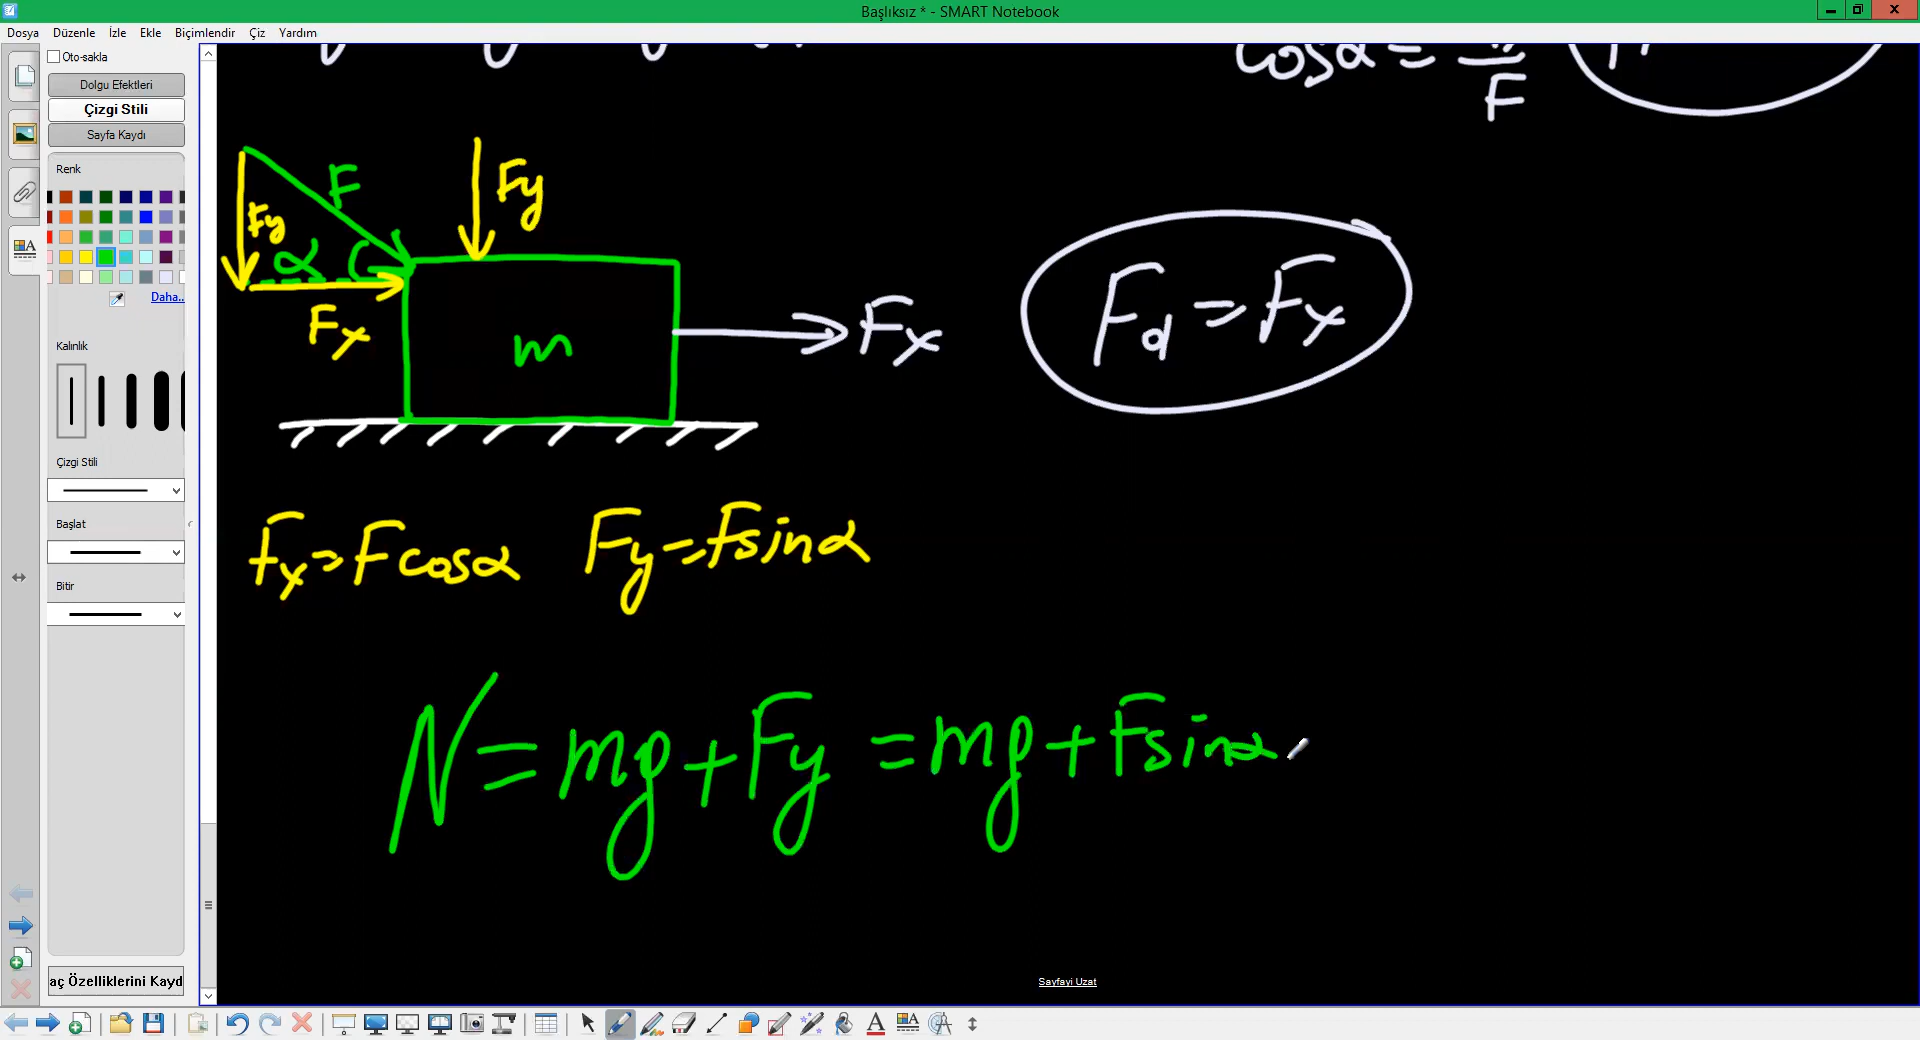 Başlıksız * - SMART Notebook
Dosya Düzenle İzle Ekle Biçimlendir Çiz Yardım
Oto-sakla
Dolgu Efektleri
Çizgi Stili
Sayfa Kaydı
Renk
Daha..
Kalınlık
Çizgi Stili
Başlat
Bitir
aç Özelliklerini Kayd
cosα = F
F
Fy
Fy
α
Fx
m
Fx
Fd = Fx
Fx = Fcosα Fy = Fsinα
N = mg + Fy = mg + Fsinα
Sayfayi Uzat